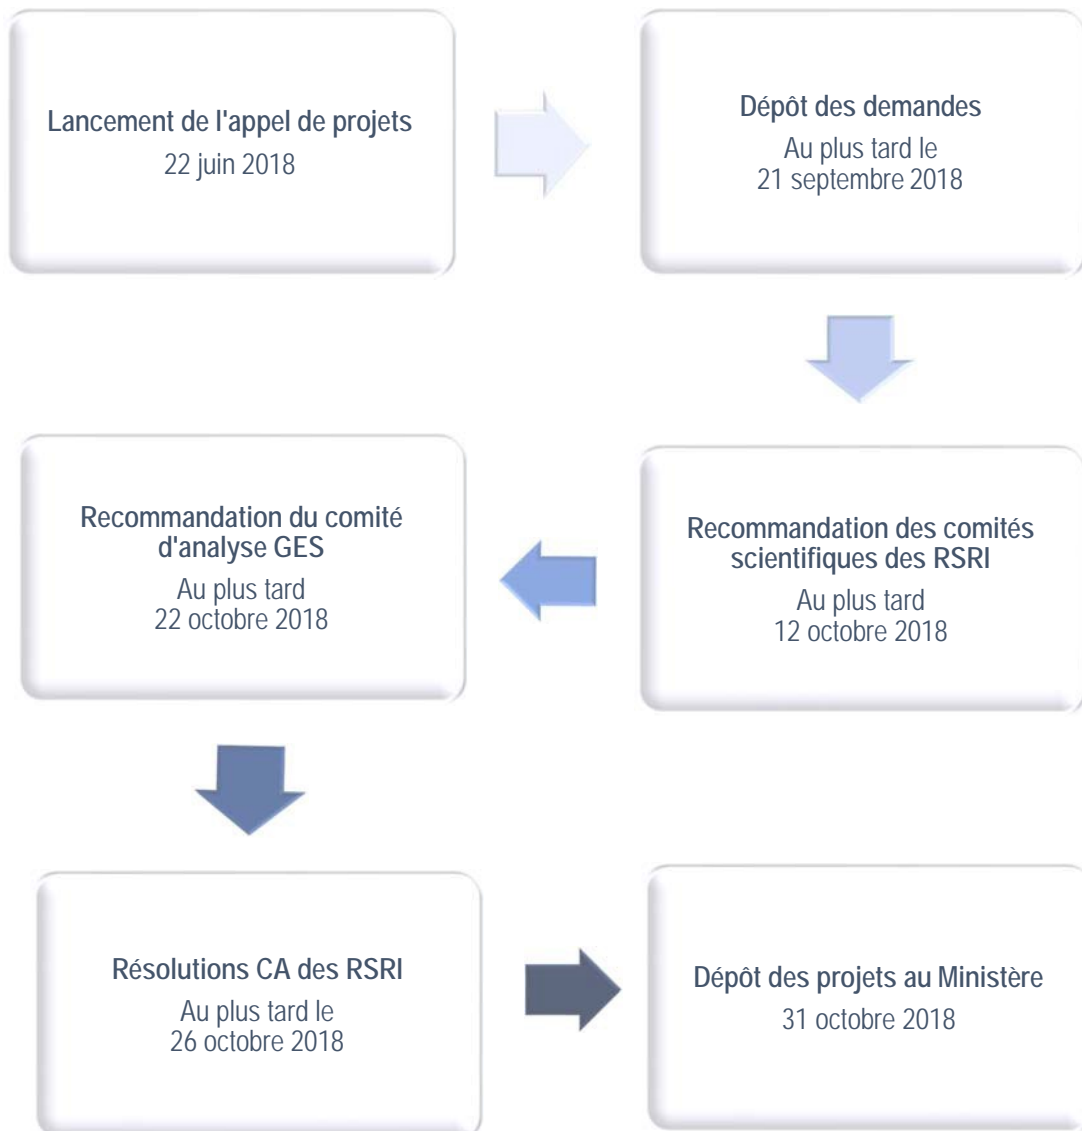 Lancement de l'appel de projets
22 juin 2018
Dépôt des demandes
Au plus tard le
21 septembre 2018
Recommandation des comités
scientifiques des RSRI
Au plus tard
12 octobre 2018
Recommandation du comité
d'analyse GES
Au plus tard
22 octobre 2018
Résolutions CA des RSRI
Au plus tard le
26 octobre 2018
Dépôt des projets au Ministère
31 octobre 2018